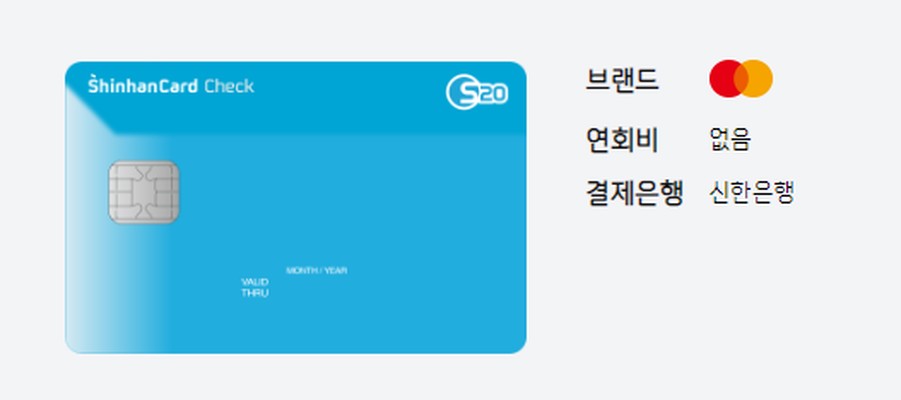 ShinhanCard Check
S20
MONTH / YEAR
VALID
THRU
브랜드
연회비 없음
결제은행 신한은행